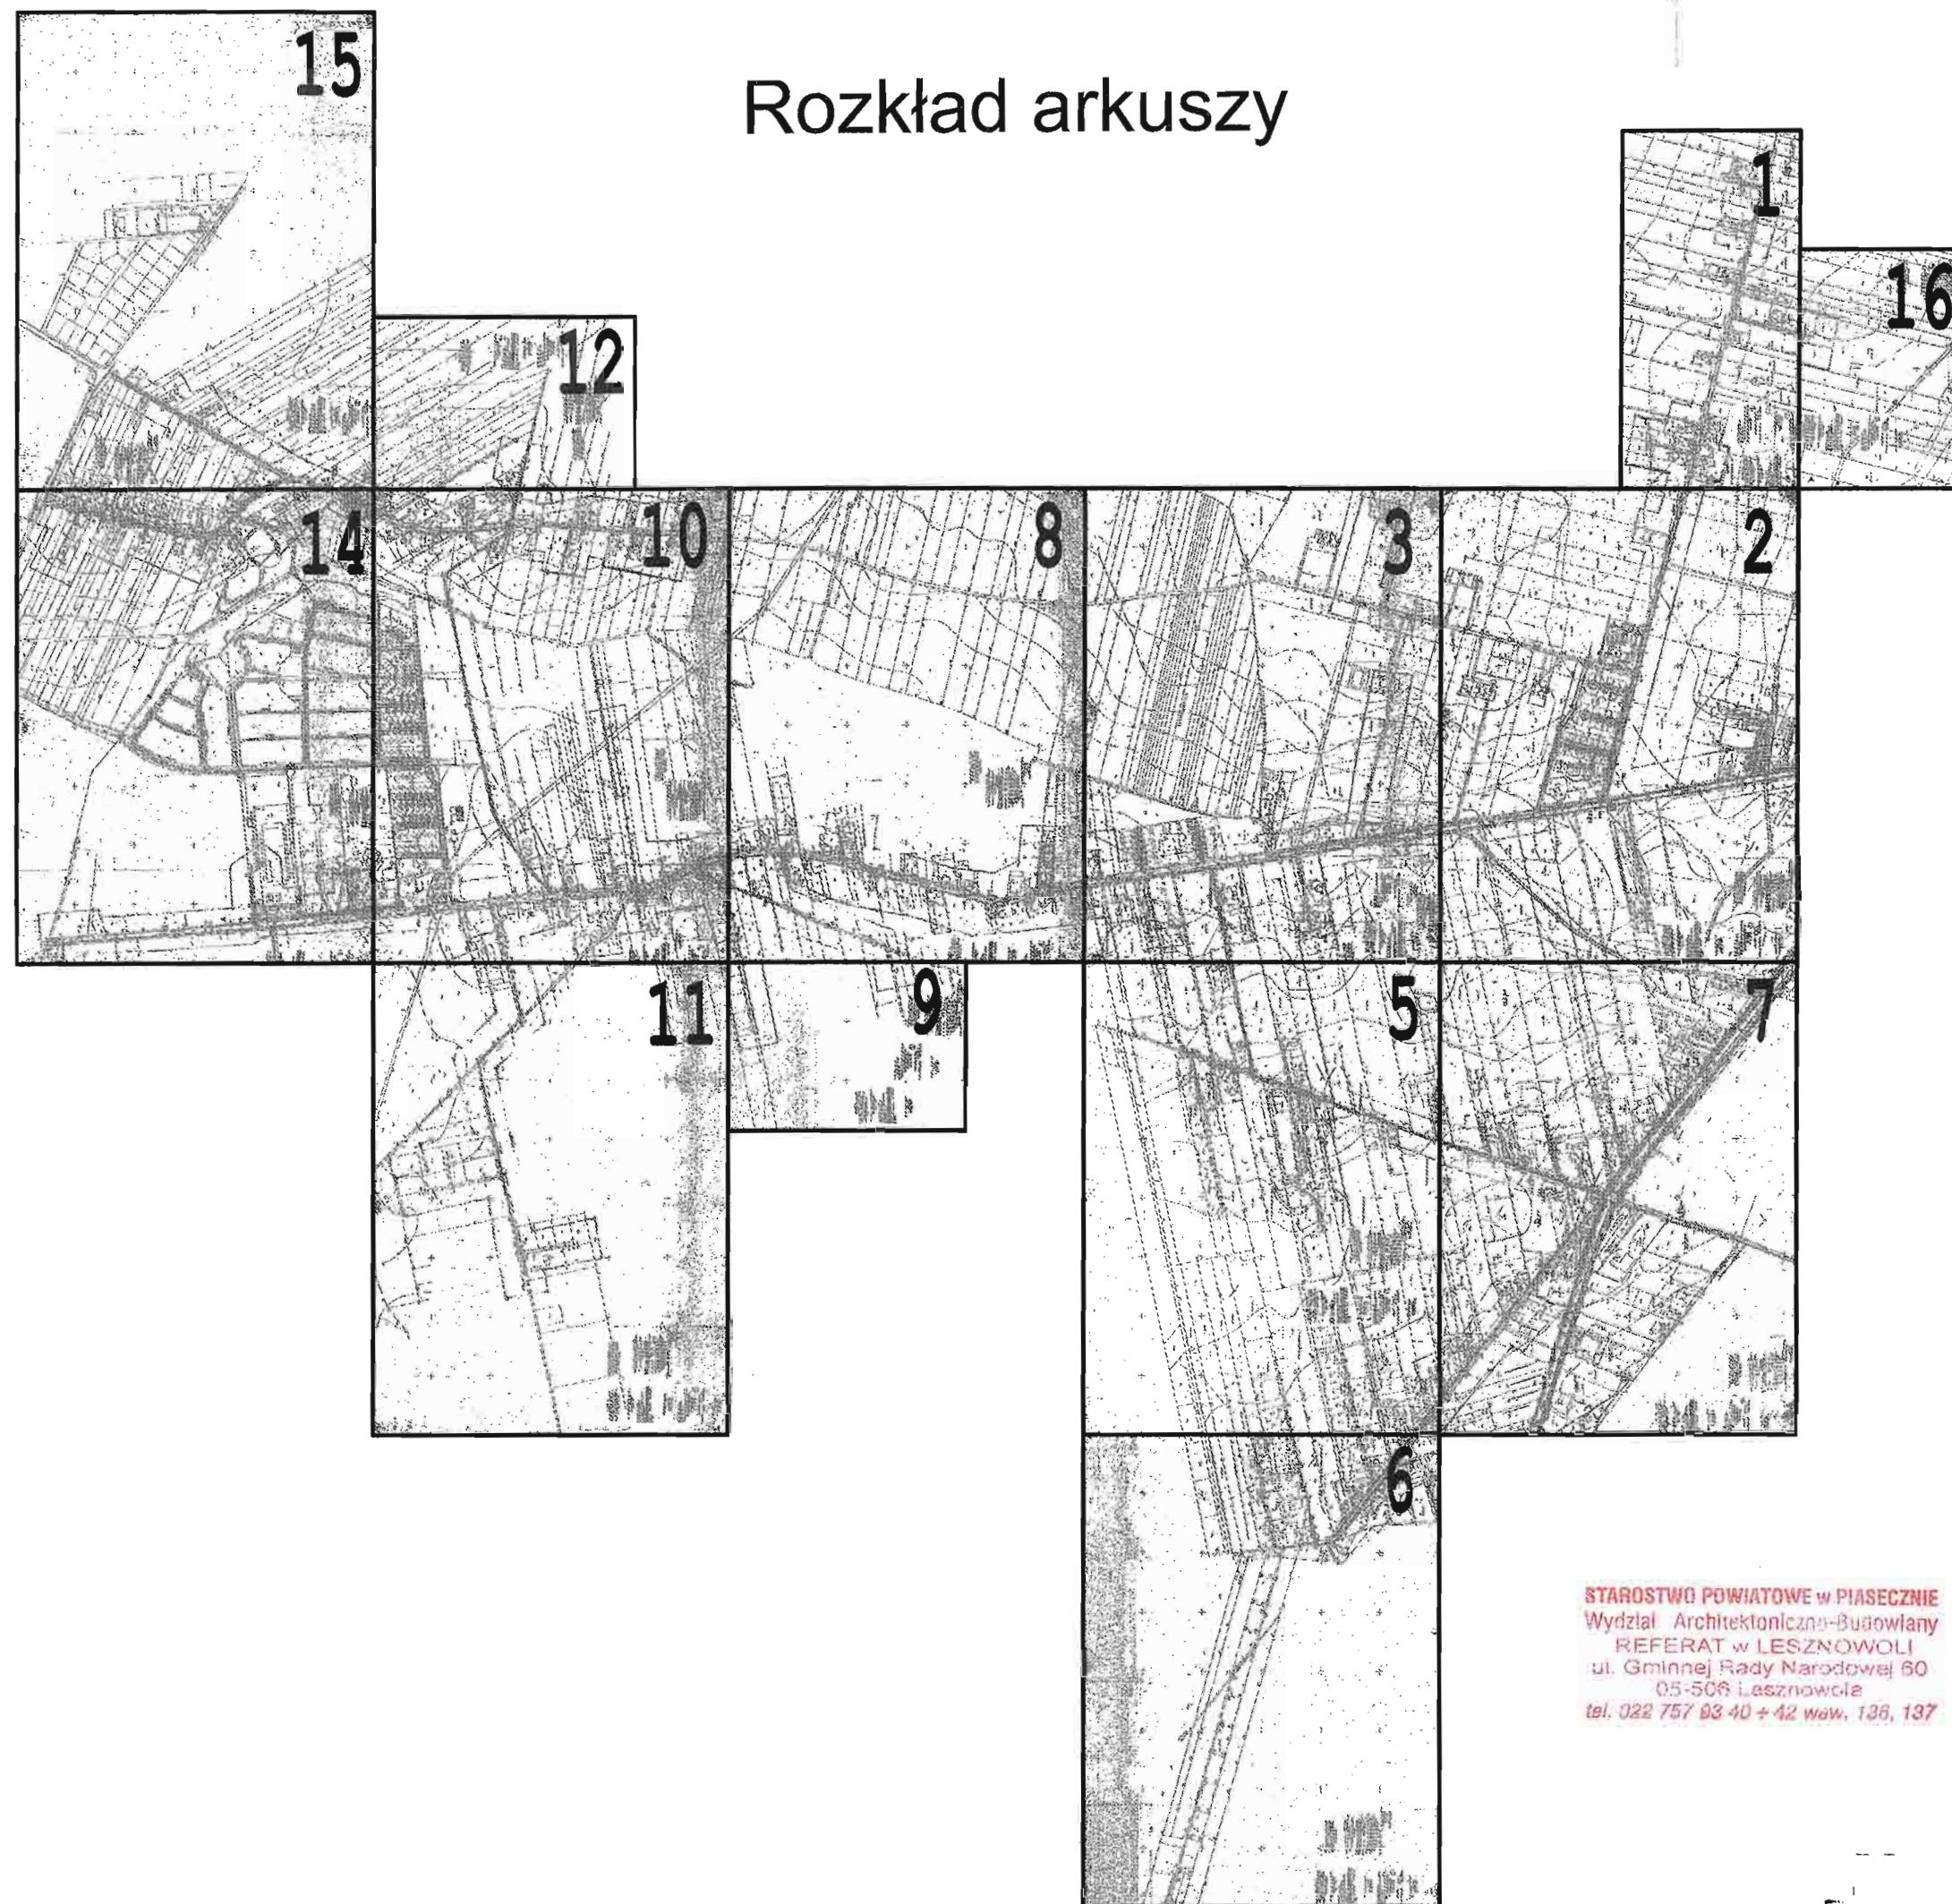 Rozkład arkuszy
15
1
16
12
14
10
8
3
2
11
9
5
7
6
STAROSTWO POWIATOWE w PIASECZNIE
Wydział Architektoniczno-Budowlany
REFERAT w LESZNOWOLI
ul. Gminnej Rady Narodowej 60
05-506 Lesznowola
tel. 022 757 93 40 ÷ 42 wew. 136, 137